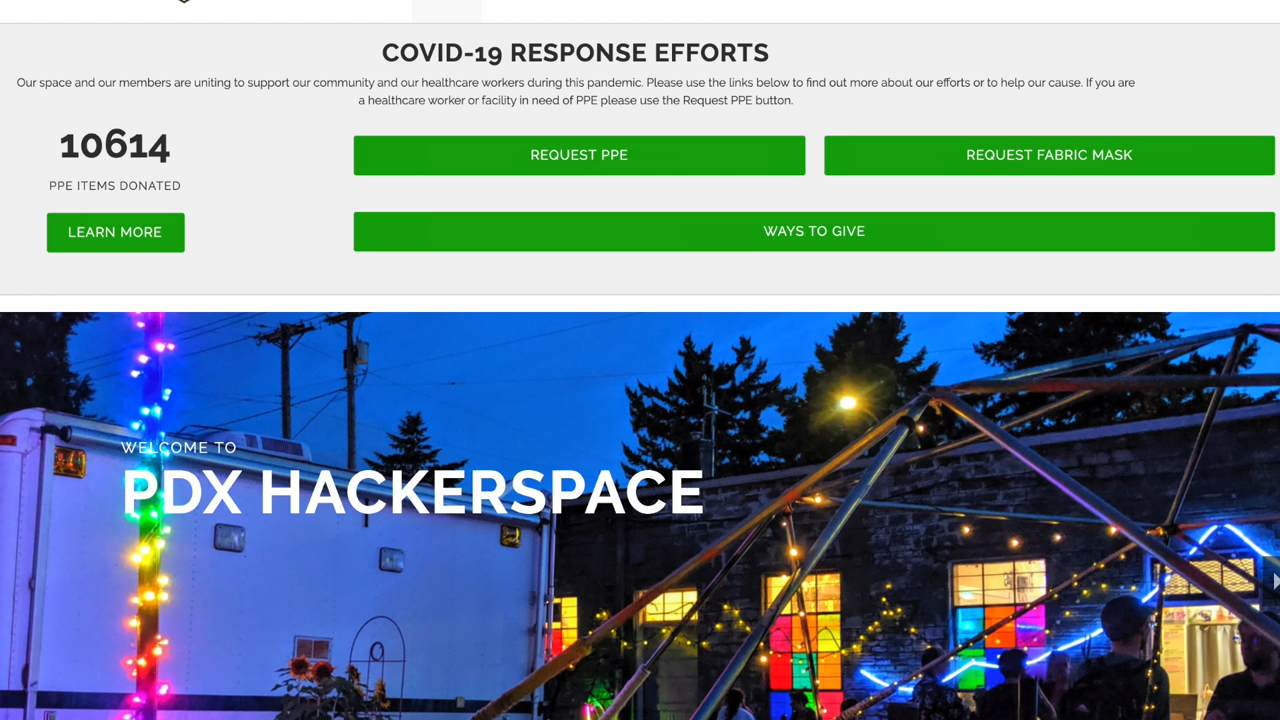 COVID-19 RESPONSE EFFORTS
Our space and our members are uniting to support our community and our healthcare workers during this pandemic. Please use the links below to find out more about our efforts or to help our cause. If you are
a healthcare worker or facility in need of PPE please use the Request PPE button.
10614
PPE ITEMS DONATED
LEARN MORE
REQUEST PPE
REQUEST FABRIC MASK
WAYS TO GIVE
WELCOME TO
PDX HACKERSPACE